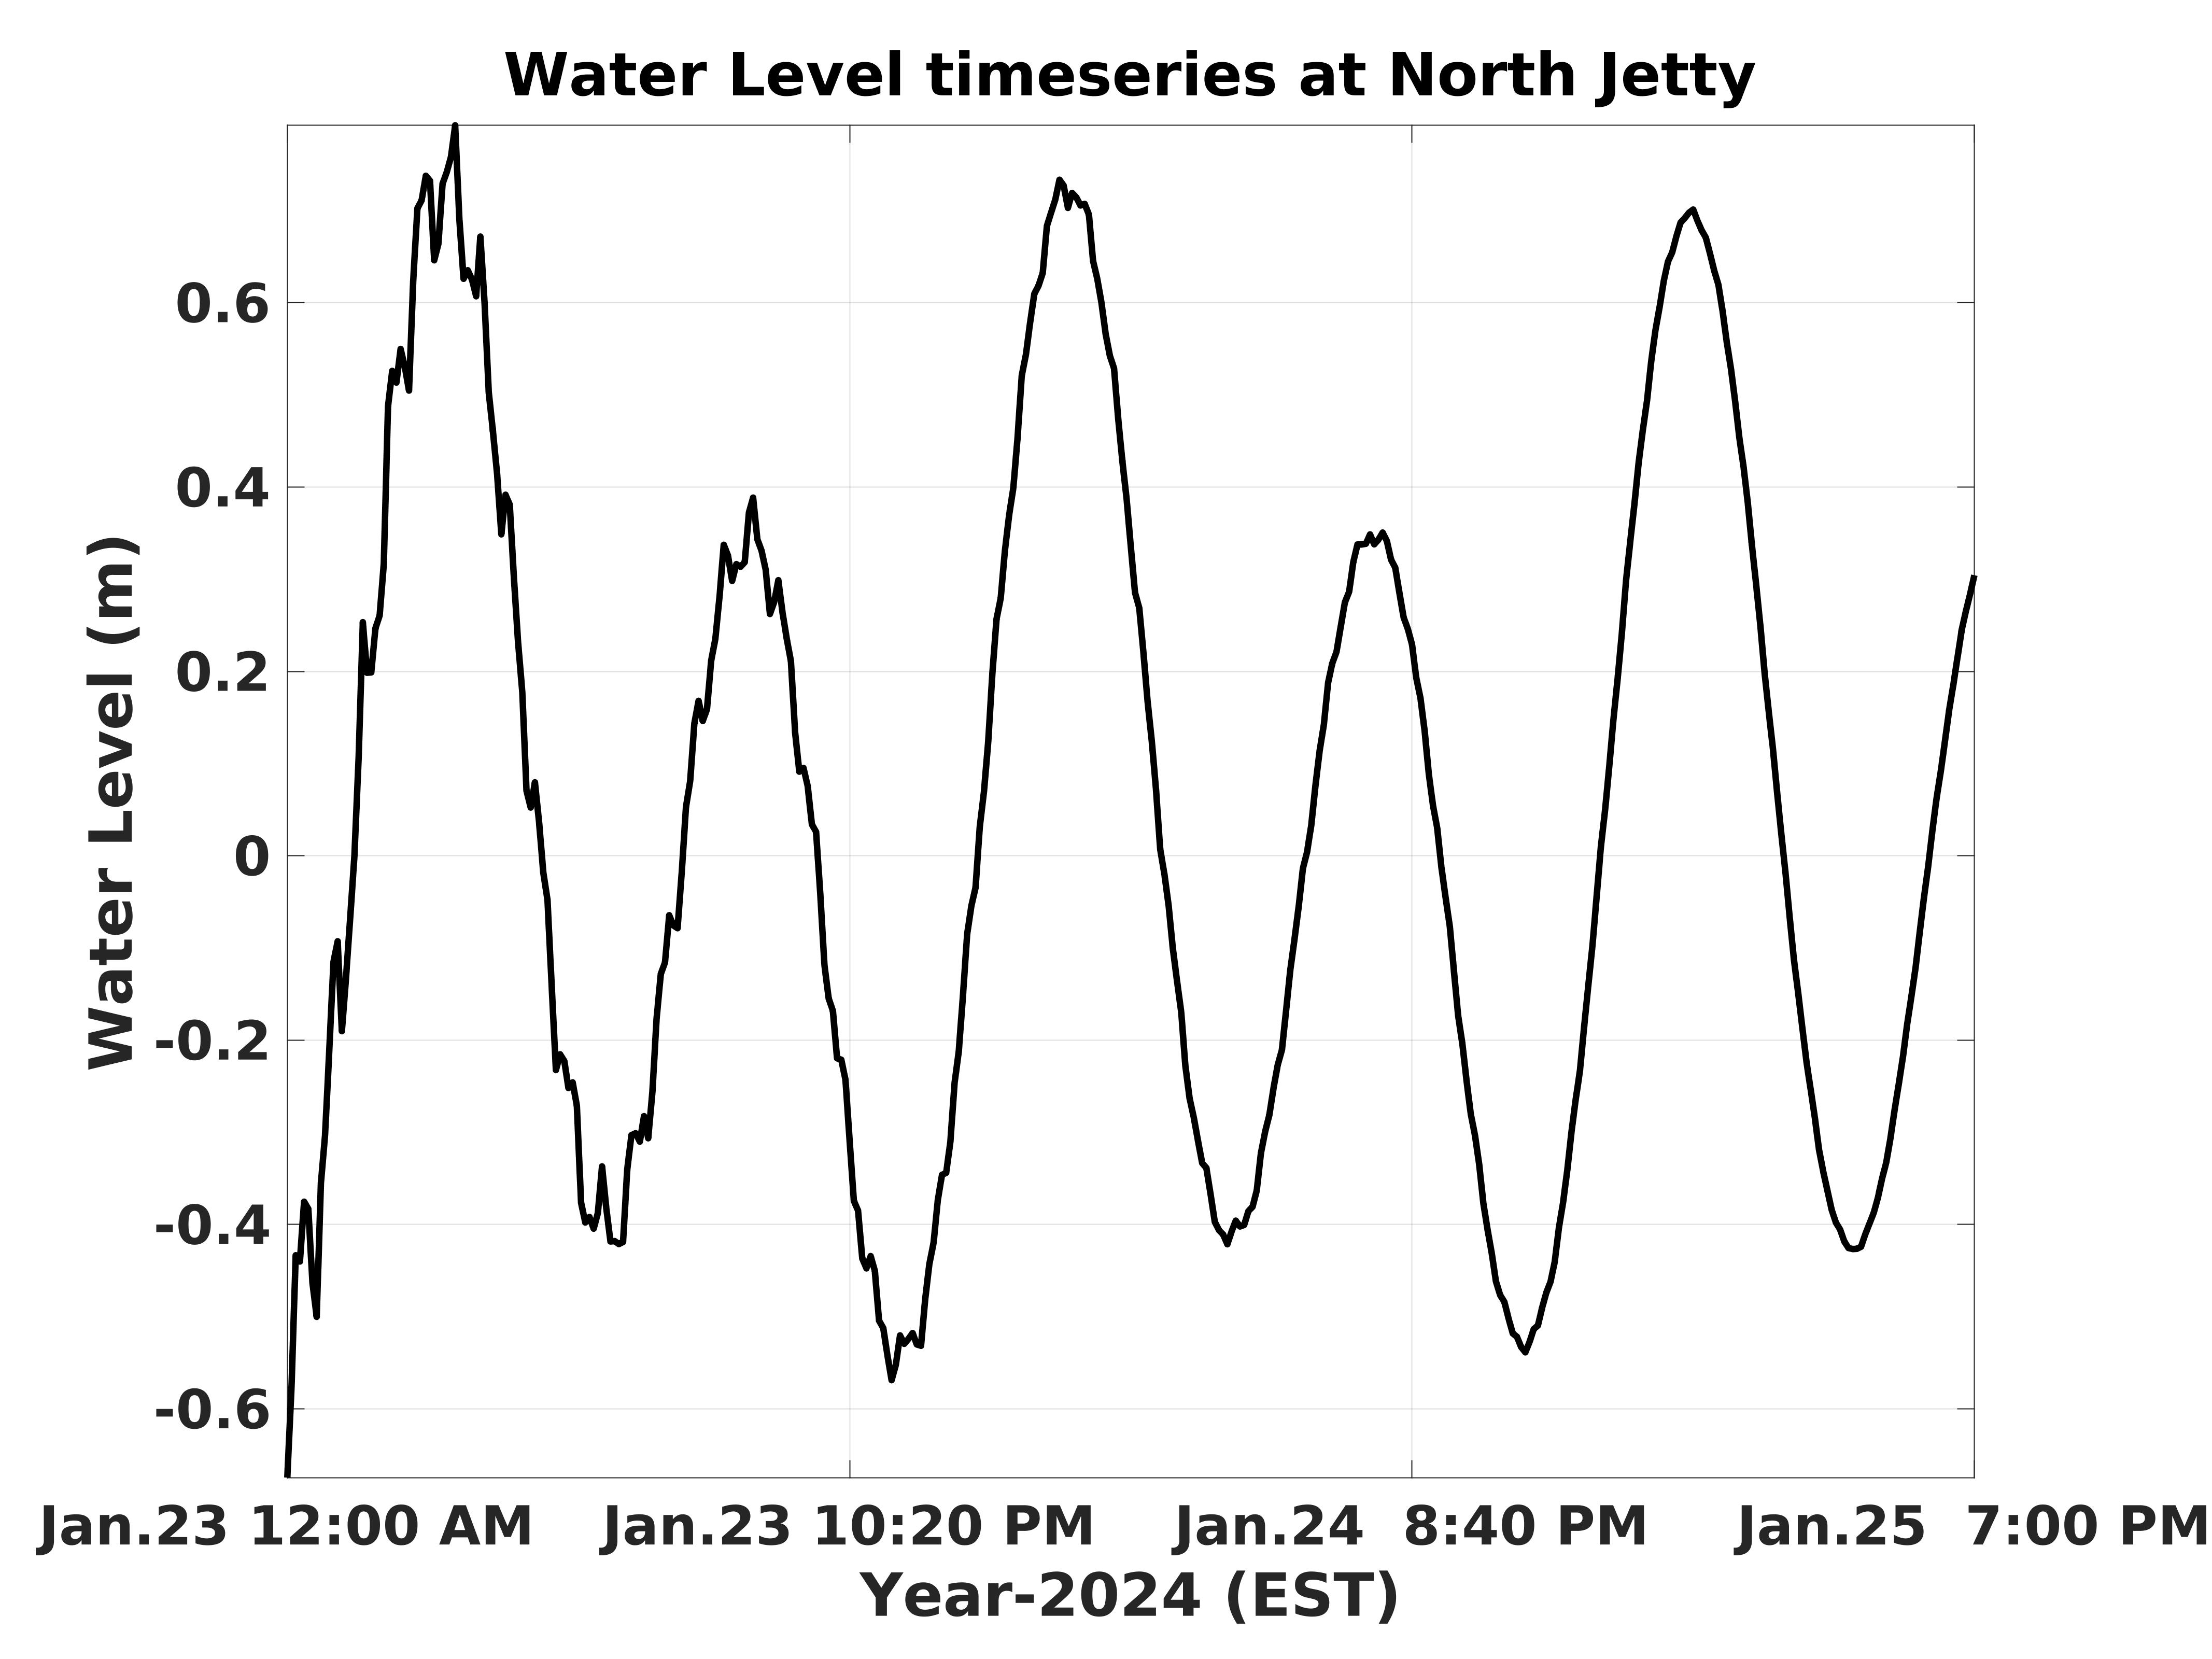 Water Level timeseries at North Jetty
Water Level (m)
0.6
0.4
0.2
0
-0.2
-0.4
-0.6
Jan.23 12:00 AM
Jan.23 10:20 PM
Jan.24 8:40 PM
Jan.25 7:00 PM
Year-2024 (EST)